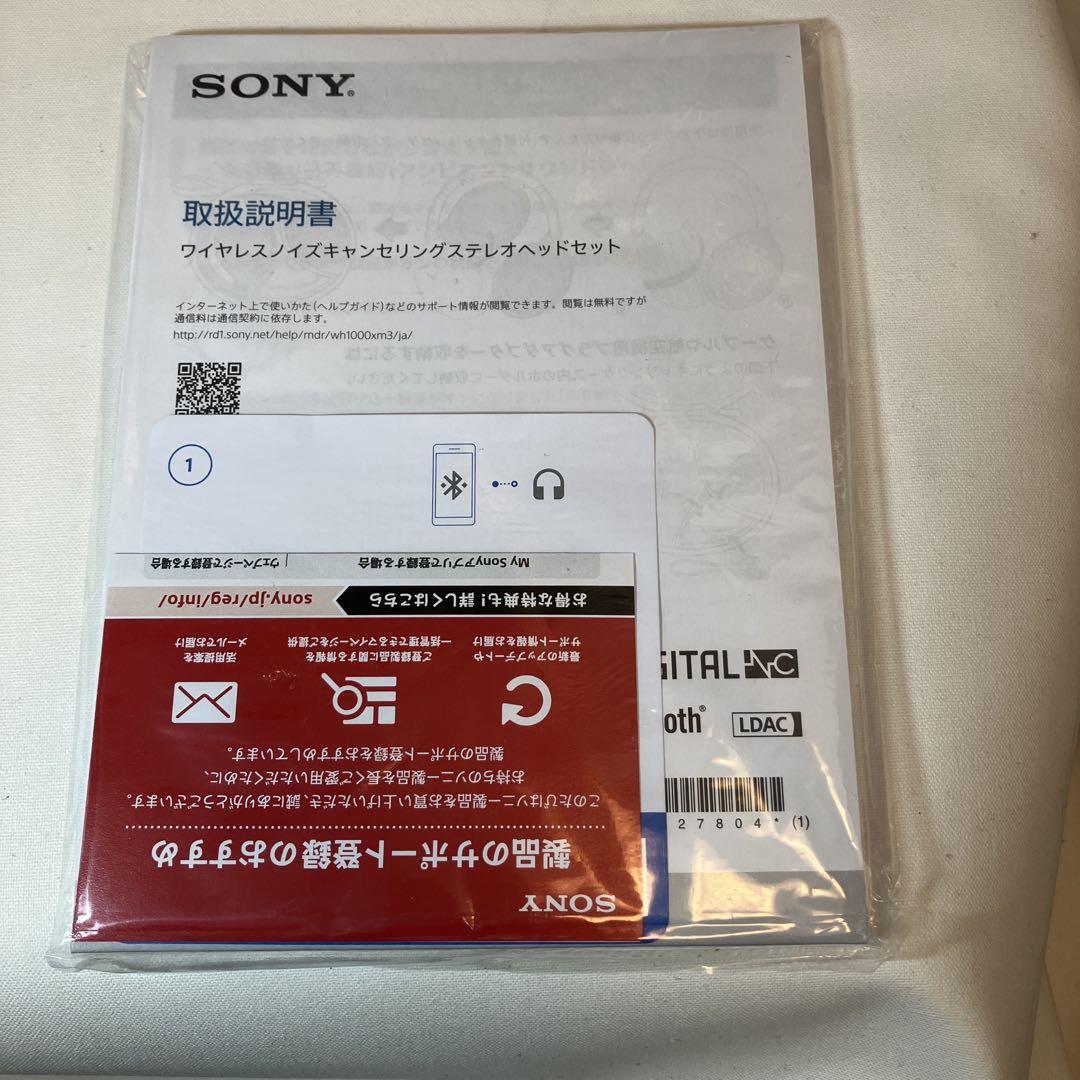 SONY®
取扱説明書
ワイヤレスノイズキャンセリングステレオヘッドセット
インターネット上で使いかた（ヘルプガイド）などのサポート情報が閲覧できます。閲覧は無料ですが
通信料は通信契約に依存します。
http://rd1.sony.net/help/mdr/wh1000xm3/ja/
1
GITAL NC
oth®
LDAC
27804*(1)
SONY
製品のサポート登録のおすすめ
このたびはソニー製品をお買い上げいただき、誠にありがとうございます。
お持ちのソニー製品を長くご愛用いただくために、
製品のサポート登録をおすすめしています。
最新のアップデートや
サポート情報をお届け
ご登録製品に関する情報を
一括管理できるマイページをご提供
活用提案を
メールでお届け
お得な特典も！詳しくはこちら
sony.jp/reg/info/
My Sonyアプリで登録する場合
ウェブページで登録する場合